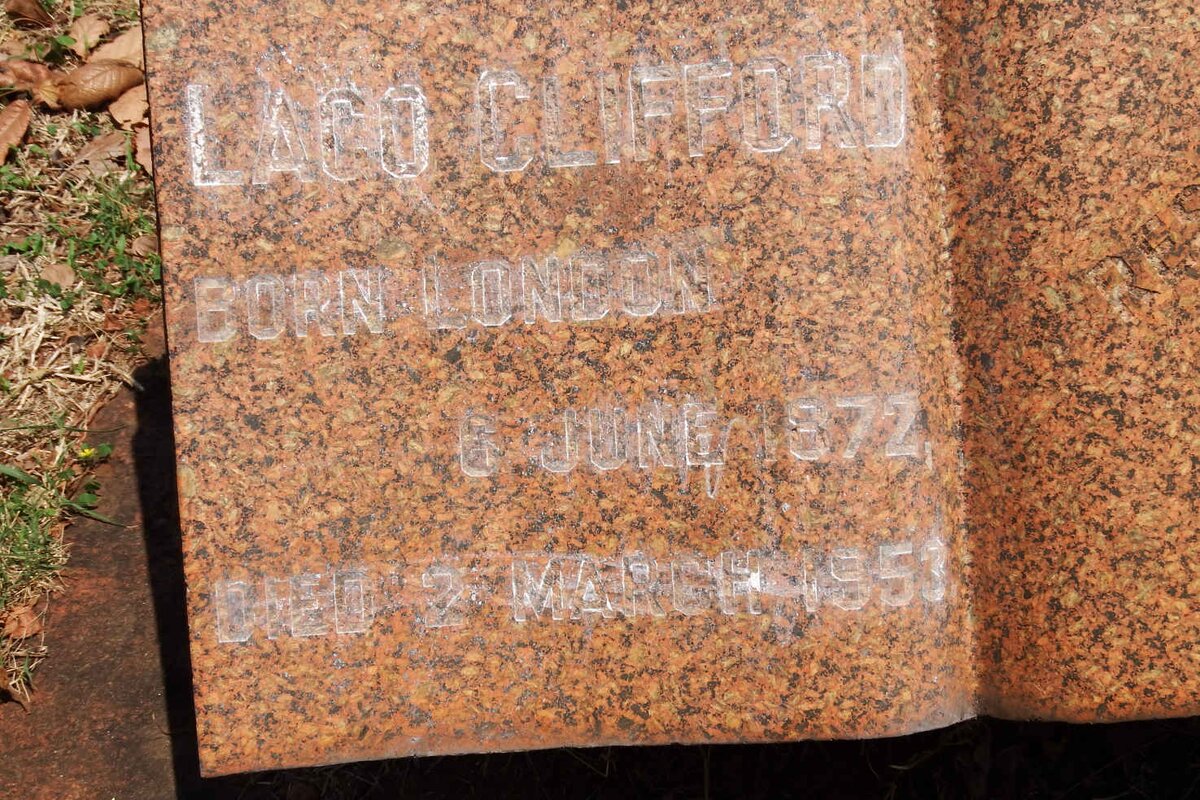 LAGO CLIFFORD
BORN LONDON
6 JUNE 1872,
DIED 2 MARCH 1953